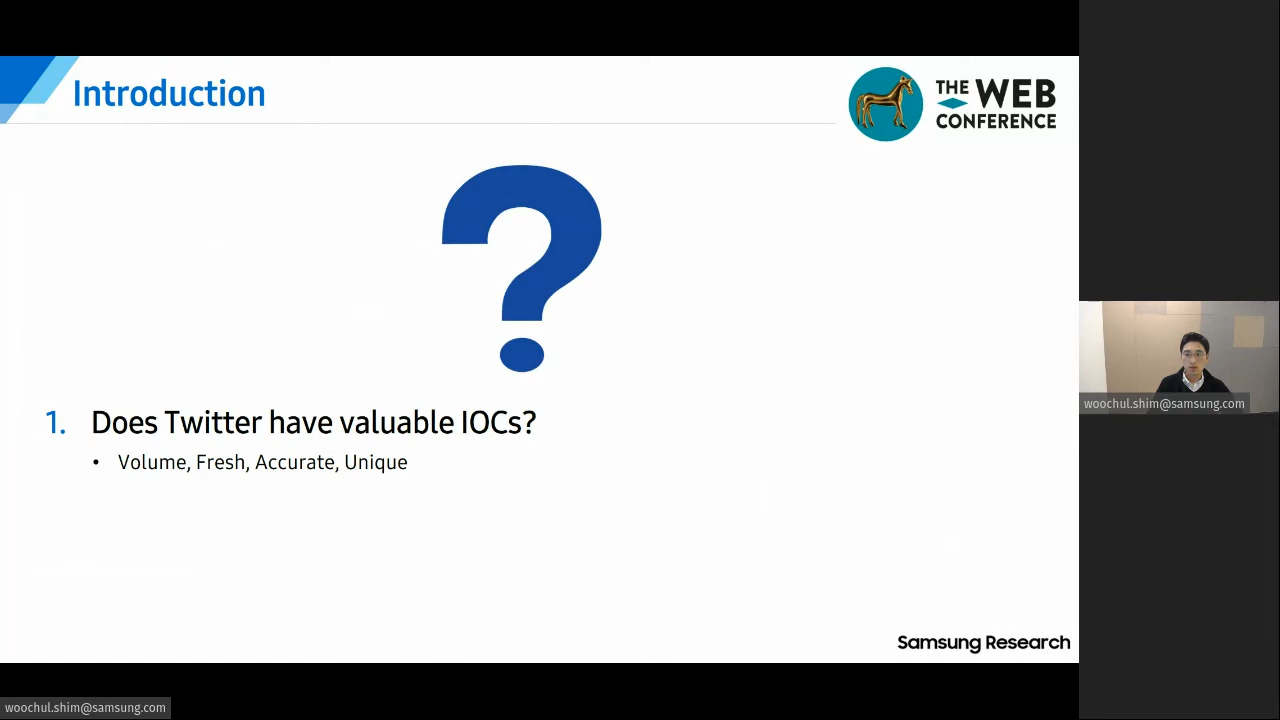 Introduction
THE WEB
CONFERENCE
?
1. Does Twitter have valuable IOCs?
• Volume, Fresh, Accurate, Unique
woochul.shim@samsung.com
Samsung Research
woochul.shim@samsung.com